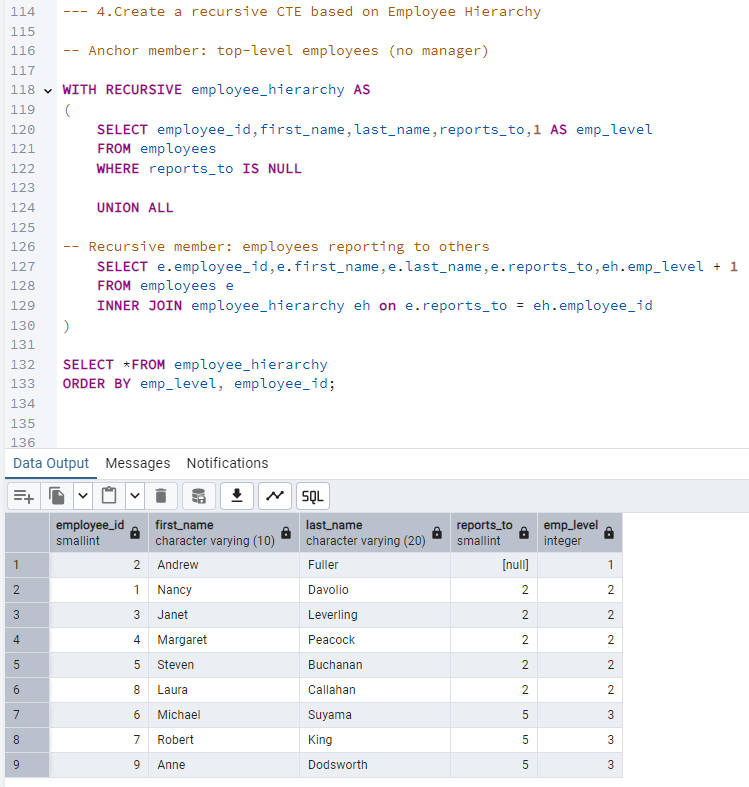 114 --- 4.Create a recursive CTE based on Employee Hierarchy
115
116 -- Anchor member: top-level employees (no manager)
117
118 WITH RECURSIVE employee_hierarchy AS
119 (
120 SELECT employee_id,first_name,last_name,reports_to,1 AS emp_level
121 FROM employees
122 WHERE reports_to IS NULL
123
124 UNION ALL
125
126 -- Recursive member: employees reporting to others
127 SELECT e.employee_id,e.first_name,e.last_name,e.reports_to,eh.emp_level + 1
128 FROM employees e
129 INNER JOIN employee_hierarchy eh on e.reports_to = eh.employee_id
130 )
131
132 SELECT *FROM employee_hierarchy
133 ORDER BY emp_level, employee_id;
134
135
136
Data Output Messages Notifications
SQL
employee_id first_name last_name reports_to emp_level
smallint character varying (10) character varying (20) smallint integer
1 2 Andrew Fuller [null] 1
2 1 Nancy Davolio 2 2
3 3 Janet Leverling 2 2
4 4 Margaret Peacock 2 2
5 5 Steven Buchanan 2 2
6 8 Laura Callahan 2 2
7 6 Michael Suyama 5 3
8 7 Robert King 5 3
9 9 Anne Dodsworth 5 3